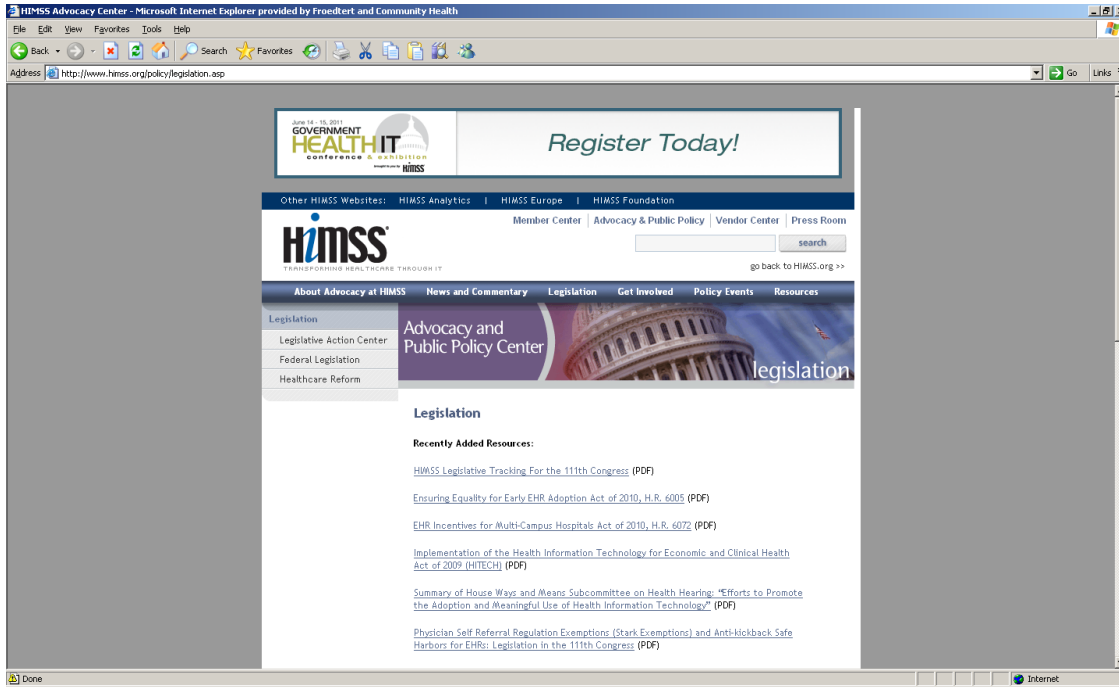 HIMSS Advocacy Center - Microsoft Internet Explorer provided by Froedtert and Community Health
File Edit View Favorites Tools Help
Back Search Favorites
Address http://www.himss.org/policy/legislation.asp Go Links
June 14 - 15, 2011
GOVERNMENT
HEALTH IT
conference & exhibition
brought to you by HIMSS
Register Today!
Other HIMSS Websites: HIMSS Analytics | HIMSS Europe | HIMSS Foundation
Member Center | Advocacy & Public Policy | Vendor Center | Press Room
HIMSS
TRANSFORMING HEALTHCARE THROUGH IT
search
go back to HIMSS.org >>
About Advocacy at HIMSS News and Commentary Legislation Get Involved Policy Events Resources
Legislation
Legislative Action Center
Federal Legislation
Healthcare Reform
Advocacy and
Public Policy Center
legislation
Legislation
Recently Added Resources:
HIMSS Legislative Tracking For the 111th Congress (PDF)
Ensuring Equality for Early EHR Adoption Act of 2010, H.R. 6005 (PDF)
EHR Incentives for Multi-Campus Hospitals Act of 2010, H.R. 6072 (PDF)
Implementation of the Health Information Technology for Economic and Clinical Health
Act of 2009 (HITECH) (PDF)
Summary of House Ways and Means Subcommittee on Health Hearing: “Efforts to Promote
the Adoption and Meaningful Use of Health Information Technology” (PDF)
Physician Self Referral Regulation Exemptions (Stark Exemptions) and Anti-kickback Safe
Harbors for EHRs: Legislation in the 111th Congress (PDF)
Done Internet